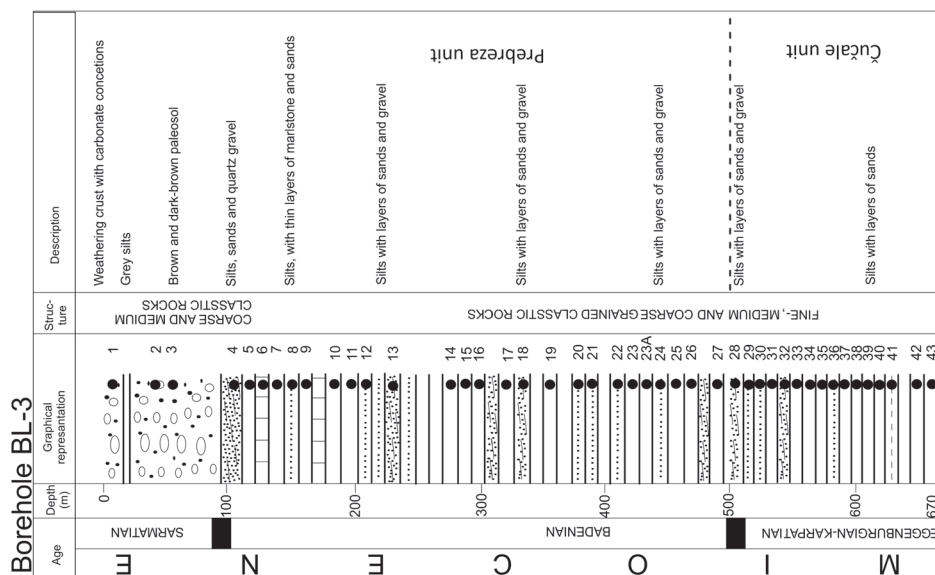 Borehole BL-3
Age
Depth
(m)
Graphical
represantation
Struc-
ture
Description
MIOCENE
SARMATIAN
BADENIAN
EGGENBURGIAN-KARPATIAN
0
100
200
300
400
500
600
670
1
2
3
4
5
6
7
8
9
10
11
12
13
14
15
16
17
18
19
20
21
22
23
23A
24
25
26
27
28
29
30
31
32
33
34
35
36
37
38
39
40
41
42
43
COARSE AND MEDIUM
CLASSTIC ROCKS
FINE-, MEDIUM AND COARSE GRAINED CLASSTIC ROCKS
Weathering crust with carbonate concetions
Grey silts
Brown and dark-brown paleosol
Silts, sands and quartz gravel
Silts, with thin layers of marlstone and sands
Silts with layers of sands and gravel
Silts with layers of sands and gravel
Silts with layers of sands and gravel
Silts with layers of sands and gravel
Silts with layers of sands
Prebreza unit
Čučale unit